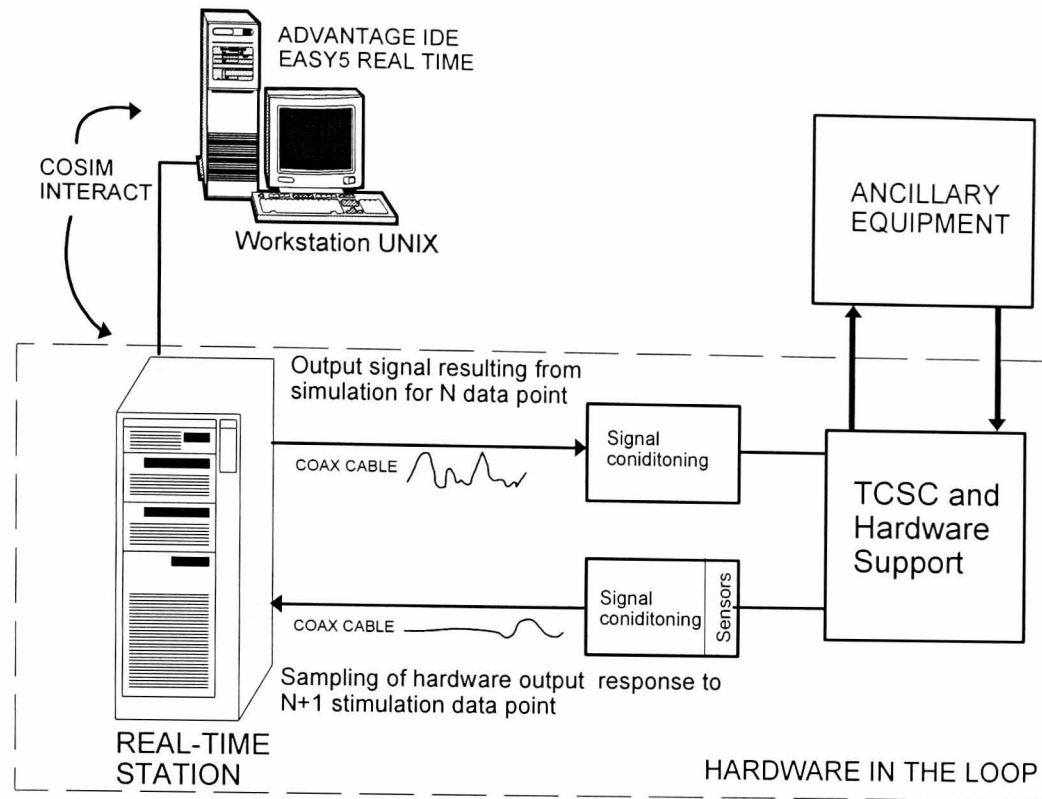 ADVANTAGE IDE
EASY5 REAL TIME
COSIM
INTERACT
Workstation UNIX
ANCILLARY
EQUIPMENT
Output signal resulting from
simulation for N data point
COAX CABLE
Signal
coniditoning
TCSC and
Hardware
Support
Signal
coniditoning
Sensors
COAX CABLE
Sampling of hardware output response to
N+1 stimulation data point
REAL-TIME
STATION
HARDWARE IN THE LOOP